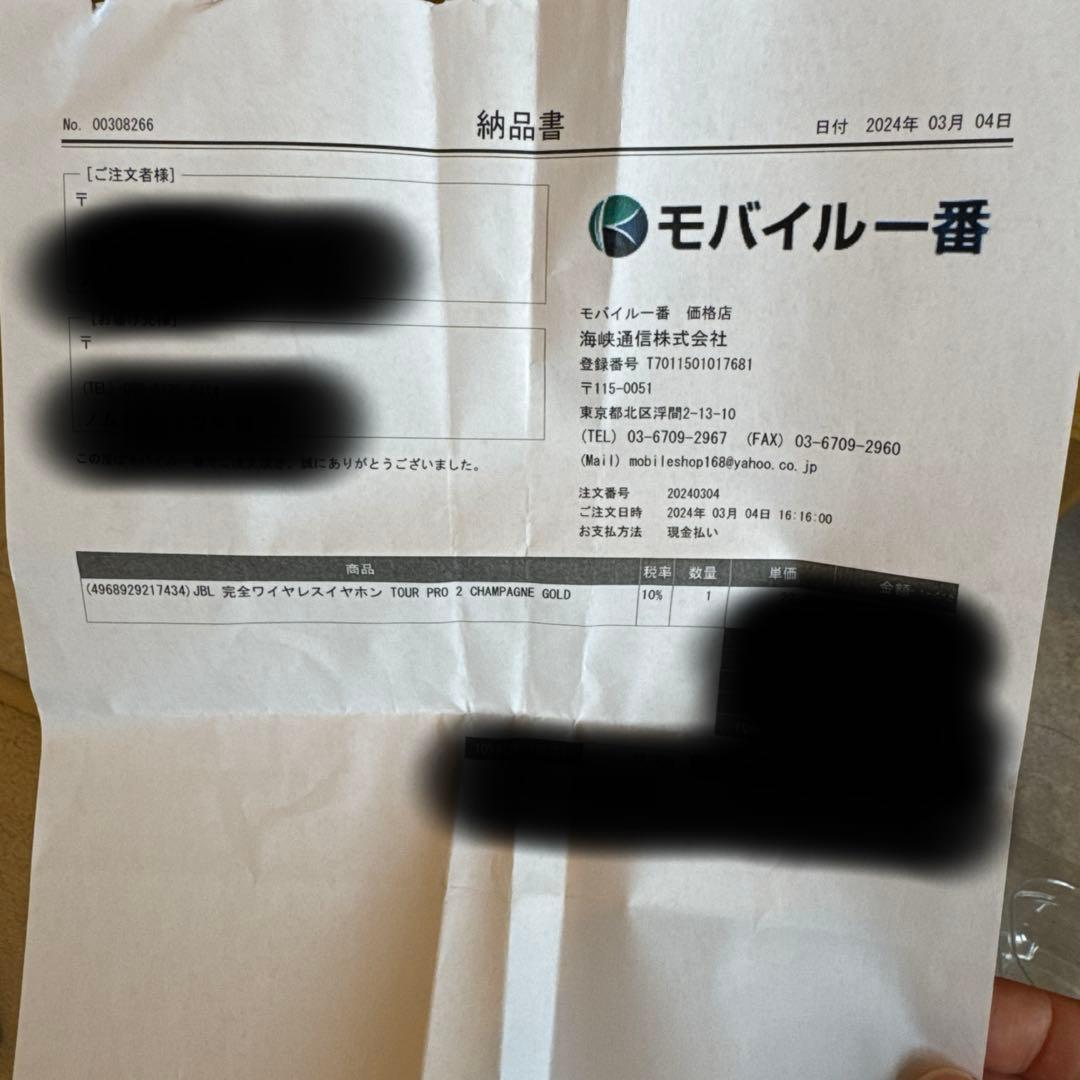 No. 00308266
納品書
日付 2024年 03月 04日
[ご注文者様]
〒
モバイル一番
〒
モバイル一番 価格店
海峡通信株式会社
登録番号 T7011501017681
〒115-0051
東京都北区浮間2-13-10
(TEL) 03-6709-2967 (FAX) 03-6709-2960
(Mail) mobileshop168@yahoo.co.jp
誠にありがとうございました。
注文番号 20240304
ご注文日時 2024年 03月 04日 16:16:00
お支払方法 現金払い
商品 税率 数量 単価 金額
(4968929217434)JBL 完全ワイヤレスイヤホン TOUR PRO 2 CHAMPAGNE GOLD 10% 1